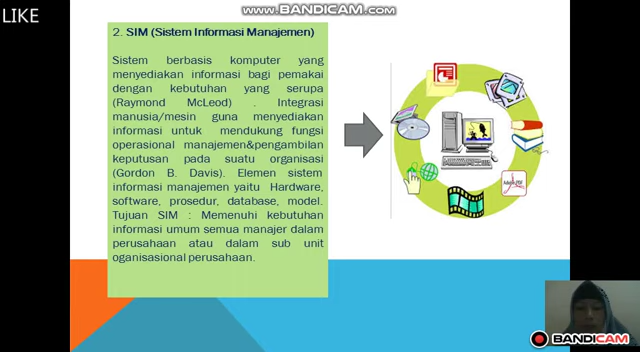 LIKE
www.BANDICAM.com
2. SIM (Sistem Informasi Manajemen)
Sistem berbasis komputer yang
menyediakan informasi bagi pemakai
dengan kebutuhan yang serupa
(Raymond McLeod) . Integrasi
manusia/mesin guna menyediakan
informasi untuk mendukung fungsi
operasional manajemen&pengambilan
keputusan pada suatu organisasi
(Gordon B. Davis). Elemen sistem
informasi manajemen yaitu Hardware,
software, prosedur, database, model.
Tujuan SIM : Memenuhi kebutuhan
informasi umum semua manajer dalam
perusahaan atau dalam sub unit
oganisasional perusahaan.
Adobe PDF
BANDICAM